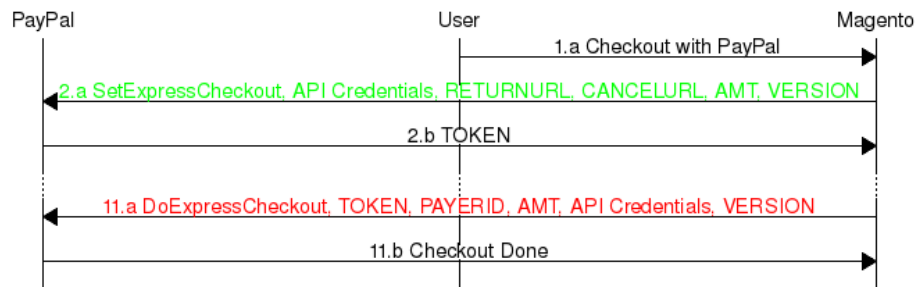 PayPal User Magento
1.a Checkout with PayPal
2.a SetExpressCheckout, API Credentials, RETURNURL, CANCELURL, AMT, VERSION
2.b TOKEN
11.a DoExpressCheckout, TOKEN, PAYERID, AMT, API Credentials, VERSION
11.b Checkout Done